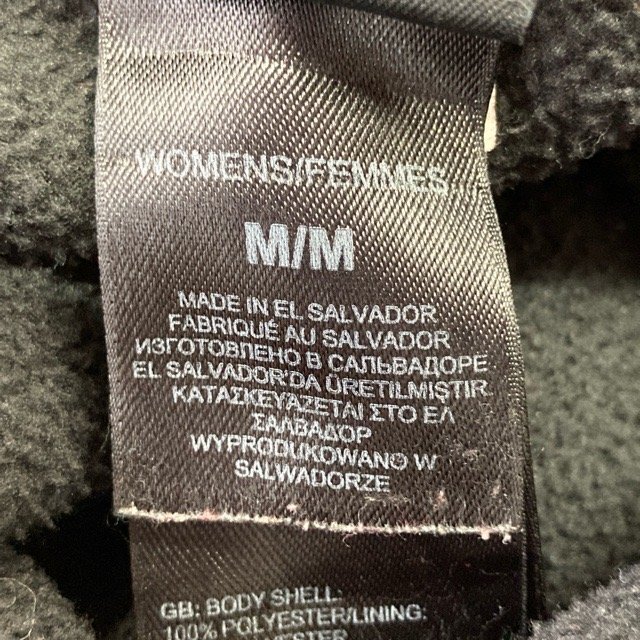 WOMENS/FEMMES
M/M
MADE IN EL SALVADOR
FABRIQUÉ AU SALVADOR
ИЗГОТОВЛЕНО В САЛЬВАДОРЕ
EL SALVADOR'DA ÜRETILMIŞTIR
ΚΑΤΑΣΚΕΥΑΖΕΤΑΙ ΣΤΟ ΕΛ
ΣΑΛΒΑΔΟΡ
WYPRODUKOWANO W
SALWADORZE
GB: BODY SHELL:
100% POLYESTER/LINING:
POLYESTER